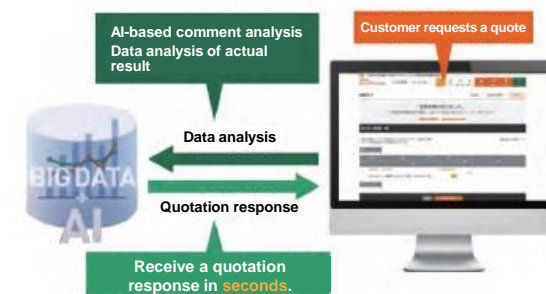 AI-based comment analysis
Data analysis of actual
result
Customer requests a quote
Data analysis
BIG DATA
+
AI
Quotation response
Receive a quotation
response in seconds.